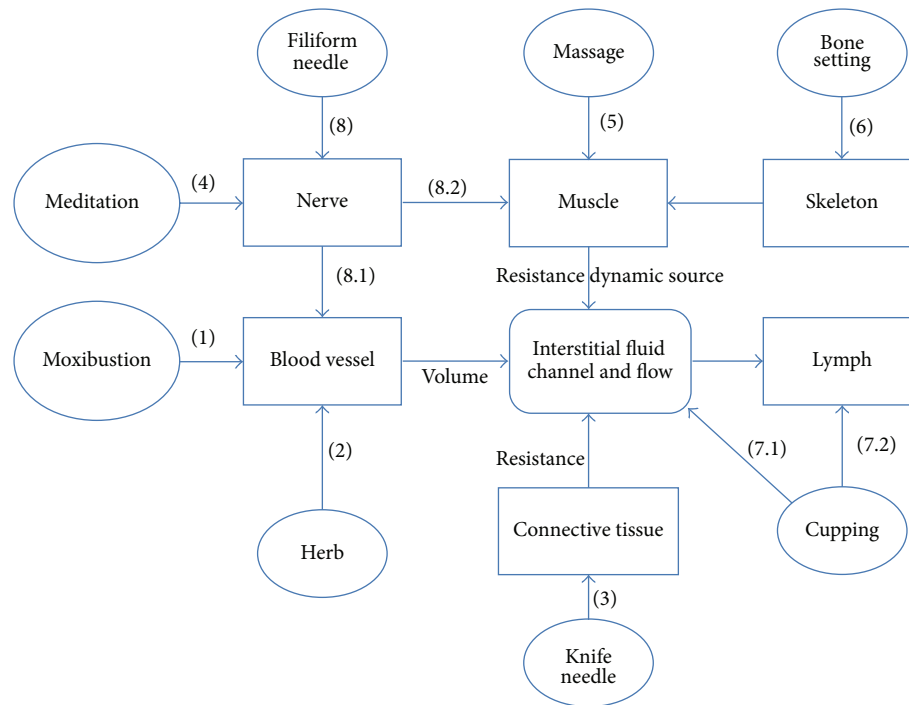 Filiform
needle
Massage
Bone
setting
(8)
(5)
(6)
Meditation
(4)
Nerve
(8.2)
Muscle
Skeleton
(8.1)
Resistance dynamic source
Moxibustion
(1)
Blood vessel
Volume
Interstitial fluid
channel and flow
Lymph
(2)
Resistance
(7.1)
(7.2)
Herb
Connective tissue
Cupping
(3)
Knife
needle